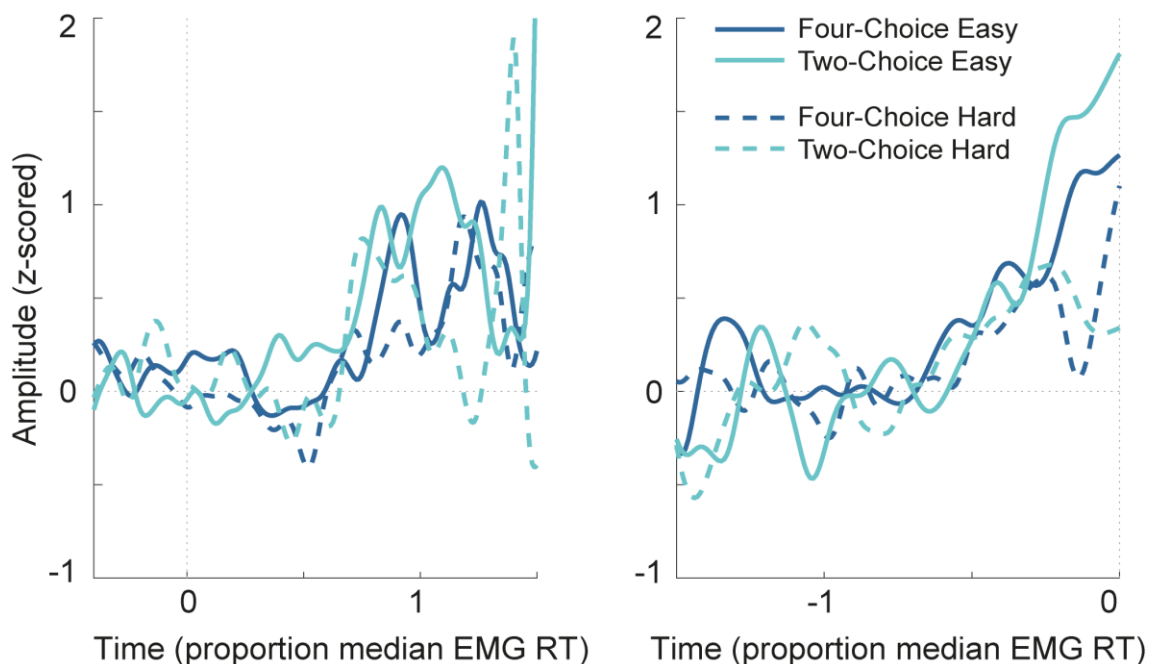 2
1
0
-1
Amplitude (z-scored)
0
1
Time (proportion median EMG RT)
2
1
0
-1
Four-Choice Easy
Two-Choice Easy
Four-Choice Hard
Two-Choice Hard
-1
0
Time (proportion median EMG RT)